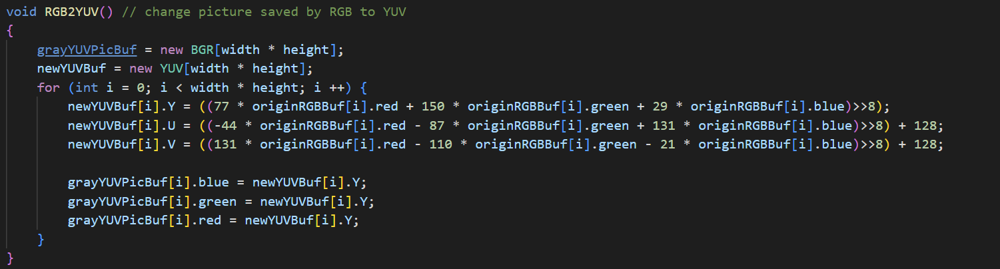 void RGB2YUV() // change picture saved by RGB to YUV
{
    grayYUVPicBuf = new BGR[width * height];
    newYUVBuf = new YUV[width * height];
    for (int i = 0; i < width * height; i ++) {
        newYUVBuf[i].Y = ((77 * originRGBBuf[i].red + 150 * originRGBBuf[i].green + 29 * originRGBBuf[i].blue)>>8);
        newYUVBuf[i].U = ((-44 * originRGBBuf[i].red - 87 * originRGBBuf[i].green + 131 * originRGBBuf[i].blue)>>8) + 128;
        newYUVBuf[i].V = ((131 * originRGBBuf[i].red - 110 * originRGBBuf[i].green - 21 * originRGBBuf[i].blue)>>8) + 128;

        grayYUVPicBuf[i].blue = newYUVBuf[i].Y;
        grayYUVPicBuf[i].green = newYUVBuf[i].Y;
        grayYUVPicBuf[i].red = newYUVBuf[i].Y;
    }
}